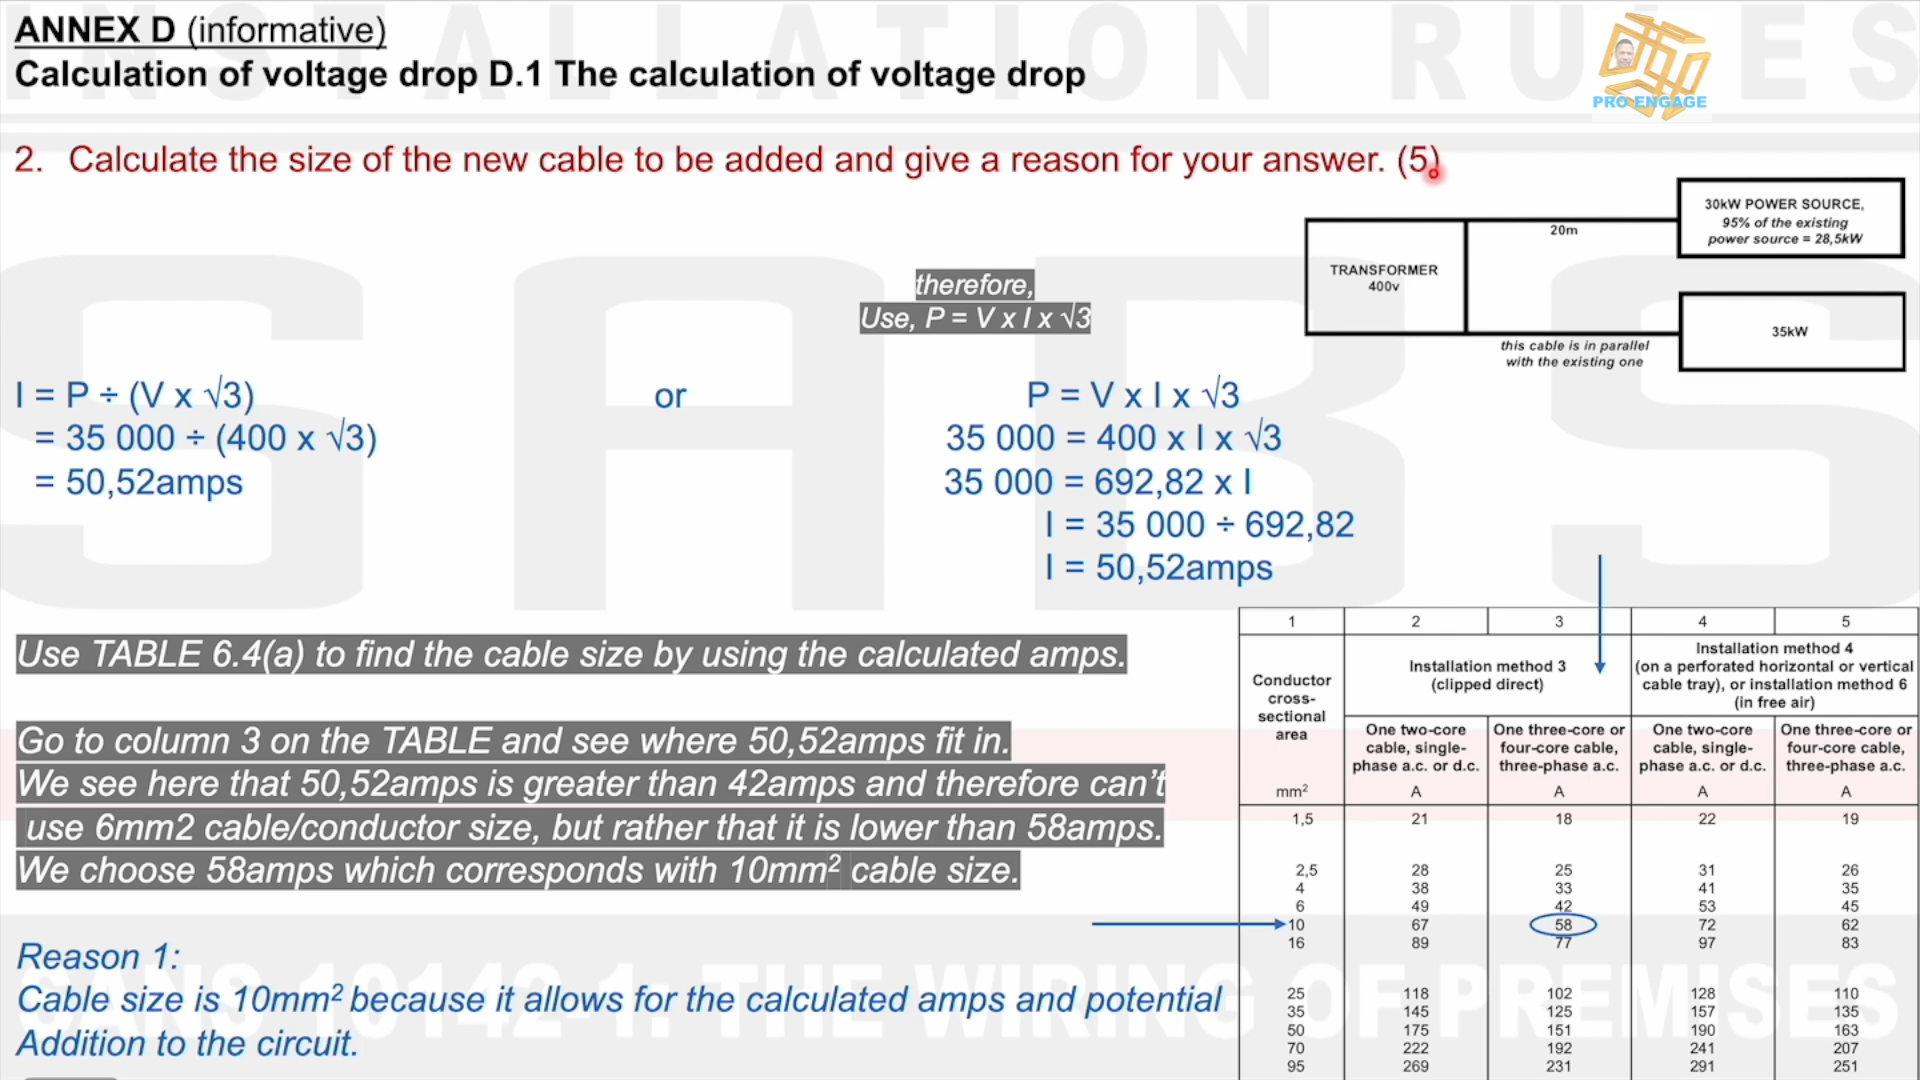 ANNEX D (informative)
Calculation of voltage drop D.1 The calculation of voltage drop
INSTALLATION RULES
PRO ENGAGE
2. Calculate the size of the new cable to be added and give a reason for your answer. (5)
therefore,
Use, P = V x I x √3
TRANSFORMER
400v
20m
30kW POWER SOURCE,
95% of the existing
power source = 28,5kW
35kW
this cable is in parallel
with the existing one
I = P ÷ (V x √3)
= 35 000 ÷ (400 x √3)
= 50,52amps
or
P = V x I x √3
35 000 = 400 x I x √3
35 000 = 692,82 x I
I = 35 000 ÷ 692,82
I = 50,52amps
SABS
Use TABLE 6.4(a) to find the cable size by using the calculated amps.
Go to column 3 on the TABLE and see where 50,52amps fit in.
We see here that 50,52amps is greater than 42amps and therefore can't
use 6mm2 cable/conductor size, but rather that it is lower than 58amps.
We choose 58amps which corresponds with 10mm² cable size.
Reason 1:
Cable size is 10mm² because it allows for the calculated amps and potential
Addition to the circuit.
SANS 10142-1: THE WIRING OF PREMISES
1 2 3 4 5
Conductor
cross-
sectional
area
mm²
Installation method 3
(clipped direct)
Installation method 4
(on a perforated horizontal or vertical
cable tray), or installation method 6
(in free air)
One two-core
cable, single-
phase a.c. or d.c.
A
One three-core or
four-core cable,
three-phase a.c.
A
One two-core
cable, single-
phase a.c. or d.c.
A
One three-core or
four-core cable,
three-phase a.c.
A
1,5 21 18 22 19
2,5 28 25 31 26
4 38 33 41 35
6 49 42 53 45
10 67 58 72 62
16 89 77 97 83
25 118 102 128 110
35 145 125 157 135
50 175 151 190 163
70 222 192 241 207
95 269 231 291 251